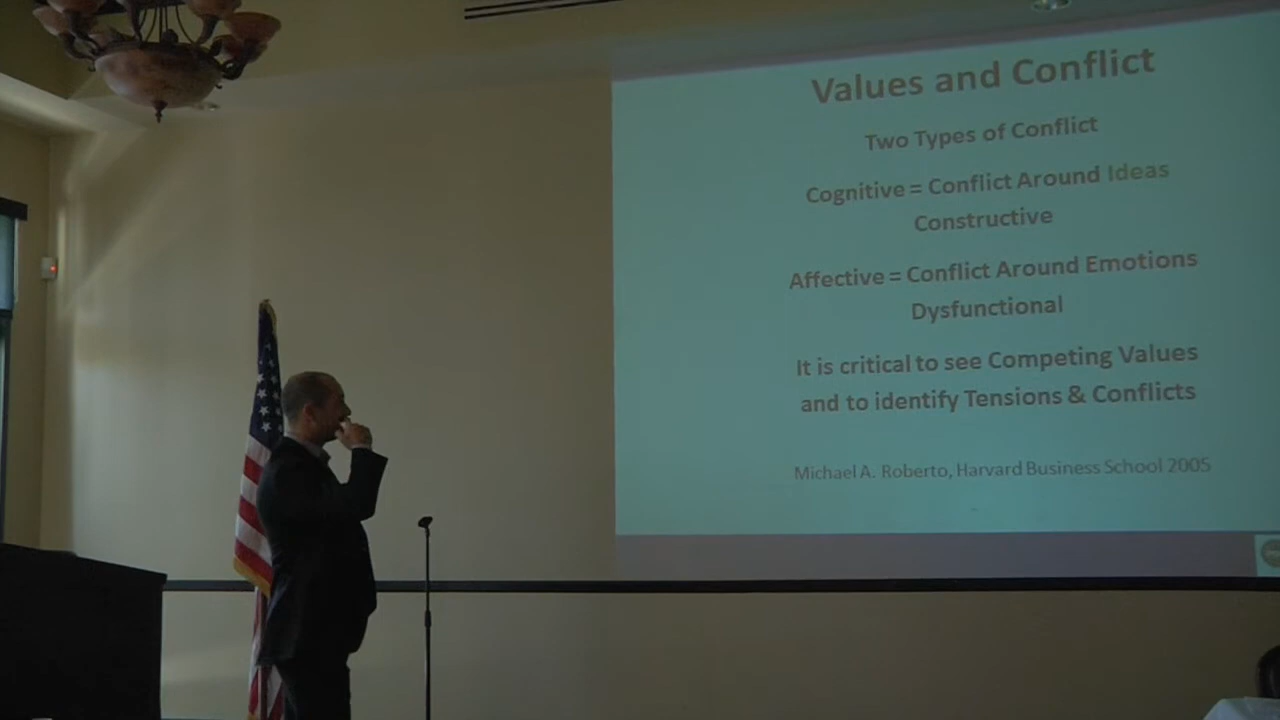 Values and Conflict
Two Types of Conflict
Cognitive = Conflict Around Ideas
Constructive
Affective = Conflict Around Emotions
Dysfunctional
It is critical to see Competing Values
and to identify Tensions & Conflicts
Michael A. Roberto, Harvard Business School 2005